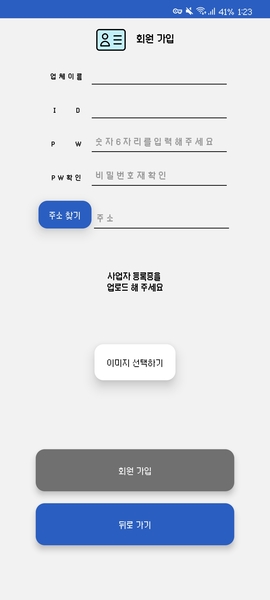 41% 1:23
회원 가입
업체이름
I D
P W 숫자6자리를입력해주세요
PW확인 비밀번호재확인
주소 찾기 주소
사업자 등록증을
업로드 해 주세요
이미지 선택하기
회원 가입
뒤로 가기